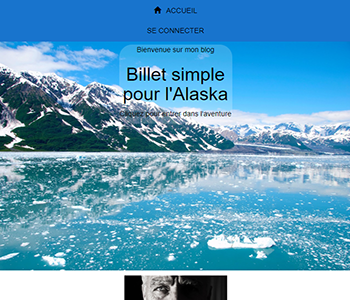 ACCUEIL
SE CONNECTER
Bienvenue sur mon blog
Billet simple
pour l'Alaska
Cliquez pour entrer dans l'aventure